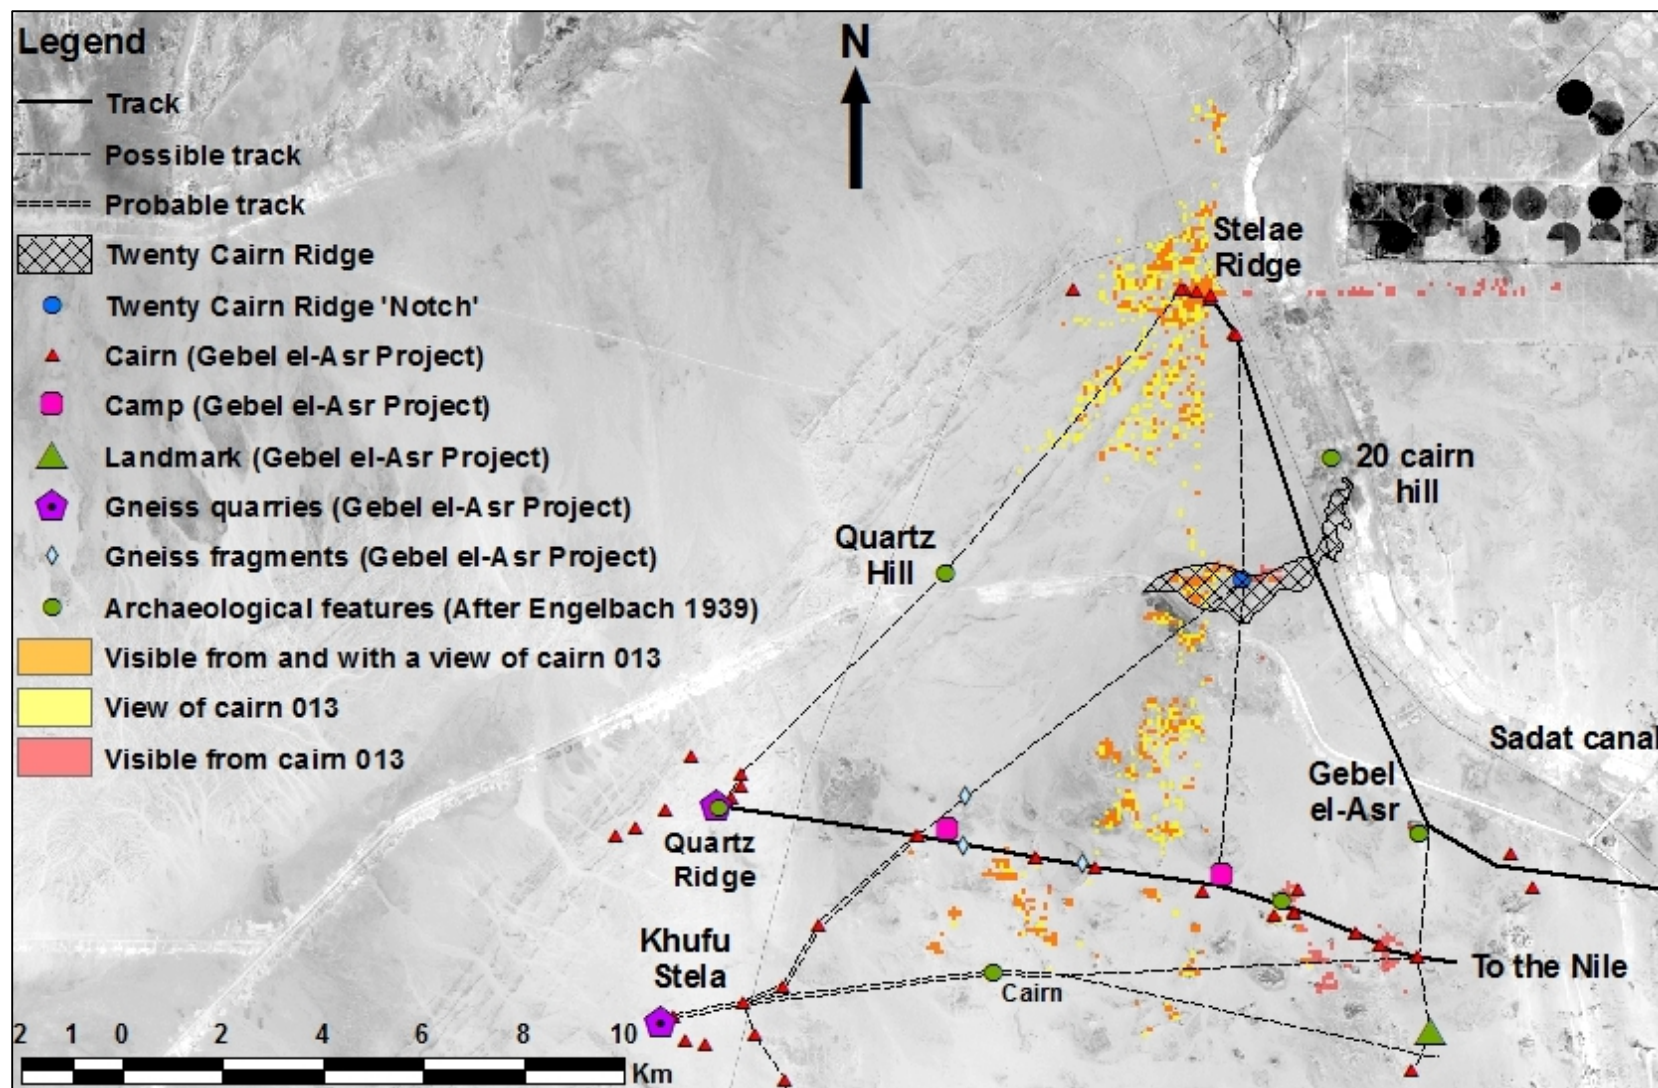 Legend
Track
Possible track
Probable track
Twenty Cairn Ridge
Twenty Cairn Ridge 'Notch'
Cairn (Gebel el-Asr Project)
Camp (Gebel el-Asr Project)
Landmark (Gebel el-Asr Project)
Gneiss quarries (Gebel el-Asr Project)
Gneiss fragments (Gebel el-Asr Project)
Archaeological features (After Engelbach 1939)
Visible from and with a view of cairn 013
View of cairn 013
Visible from cairn 013
N
Stelae
Ridge
20 cairn
hill
Quartz
Hill
Sadat canal
Gebel
el-Asr
Quartz
Ridge
Khufu
Stela
Cairn
To the Nile
2 1 0 2 4 6 8 10
Km